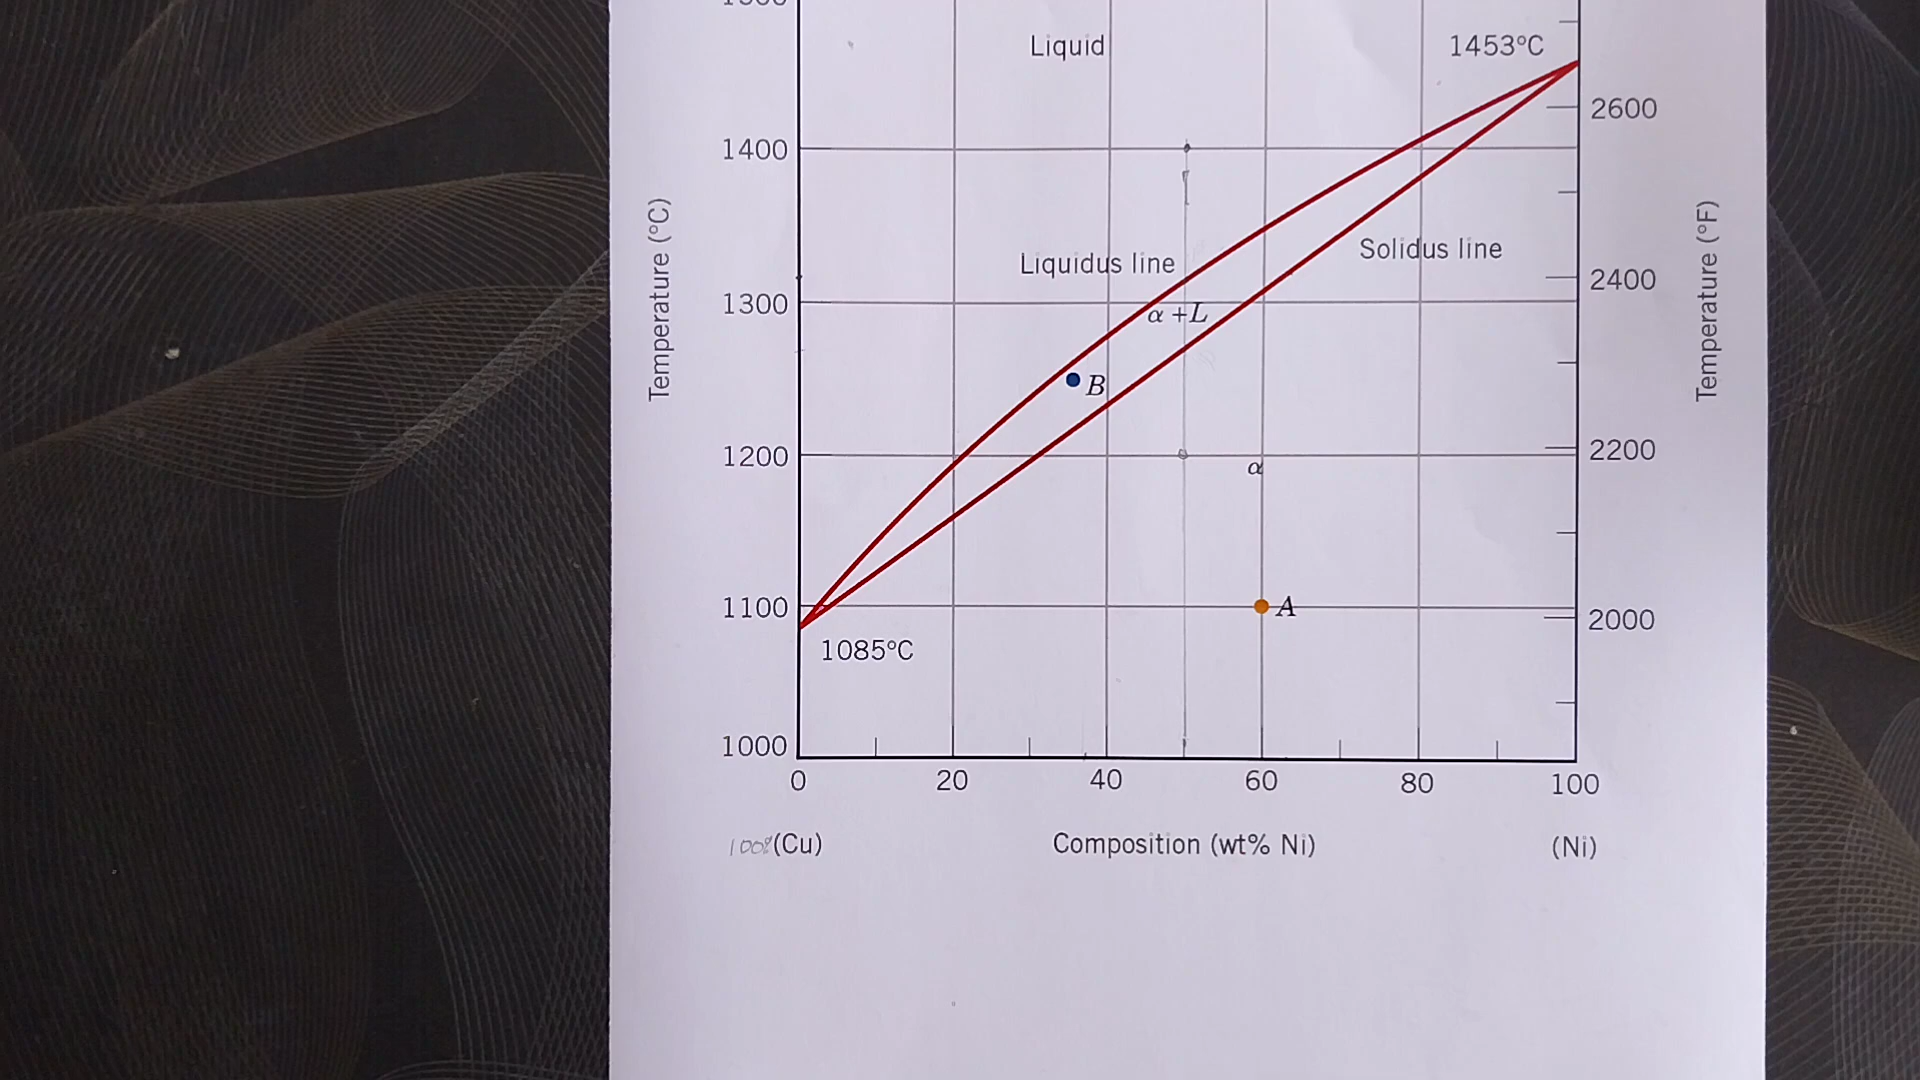 Liquid
1453°C
2600
1400
Liquidus line
Solidus line
2400
1300
α +L
Temperature (°C)
Temperature (°F)
B
1200
α
2200
1100
A
2000
1085°C
1000
0 20 40 60 80 100
100% (Cu)
Composition (wt% Ni)
(Ni)